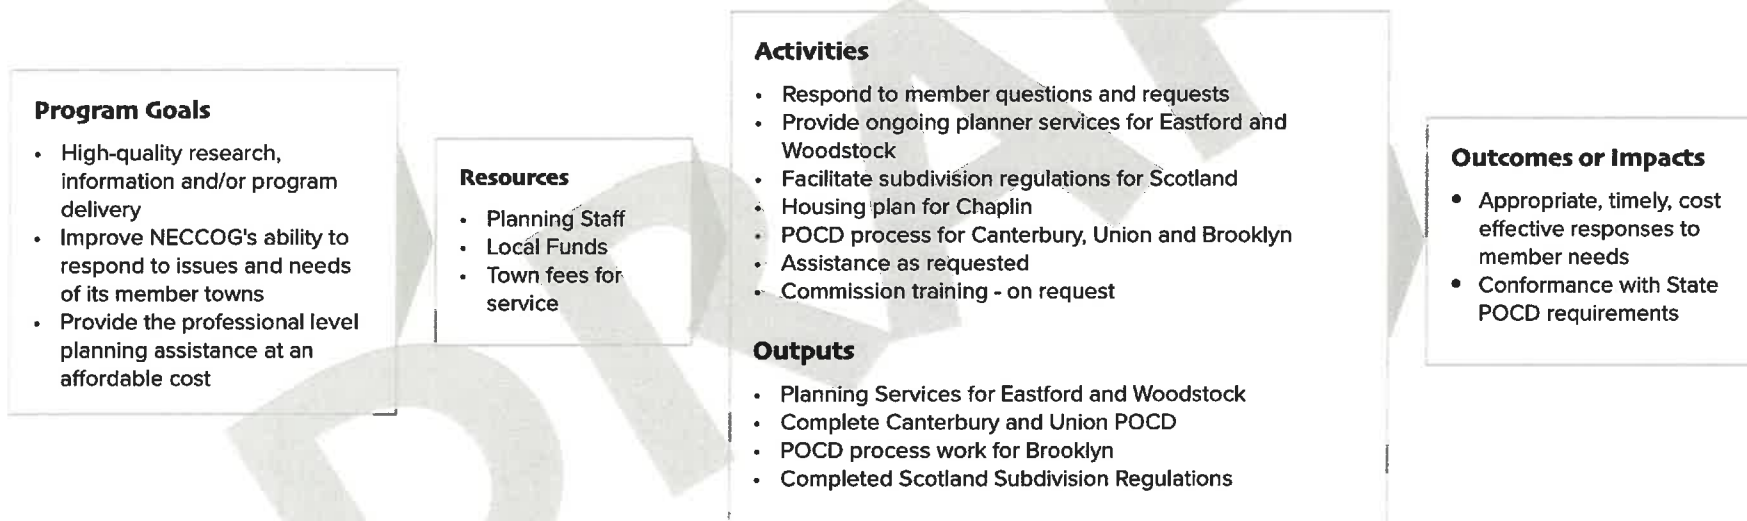 Program Goals
• High-quality research,
information and/or program
delivery
• Improve NECCOG's ability to
respond to issues and needs
of its member towns
• Provide the professional level
planning assistance at an
affordable cost
Resources
• Planning Staff
• Local Funds
• Town fees for
service
Activities
• Respond to member questions and requests
• Provide ongoing planner services for Eastford and
Woodstock
• Facilitate subdivision regulations for Scotland
• Housing plan for Chaplin
• POCD process for Canterbury, Union and Brooklyn
• Assistance as requested
• Commission training - on request
Outputs
• Planning Services for Eastford and Woodstock
• Complete Canterbury and Union POCD
• POCD process work for Brooklyn
• Completed Scotland Subdivision Regulations
Outcomes or Impacts
• Appropriate, timely, cost
effective responses to
member needs
• Conformance with State
POCD requirements
DRAF